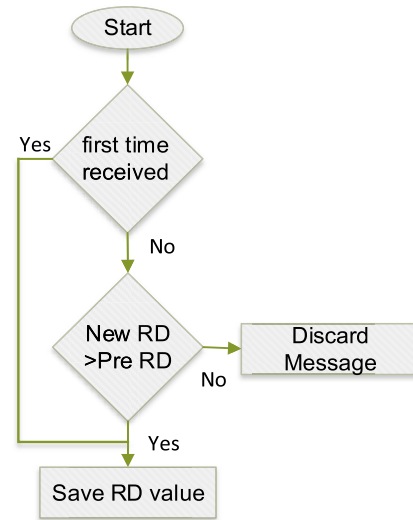 Start
Yes
first time
received
No
New RD
>Pre RD
Discard
Message
No
Yes
Save RD value